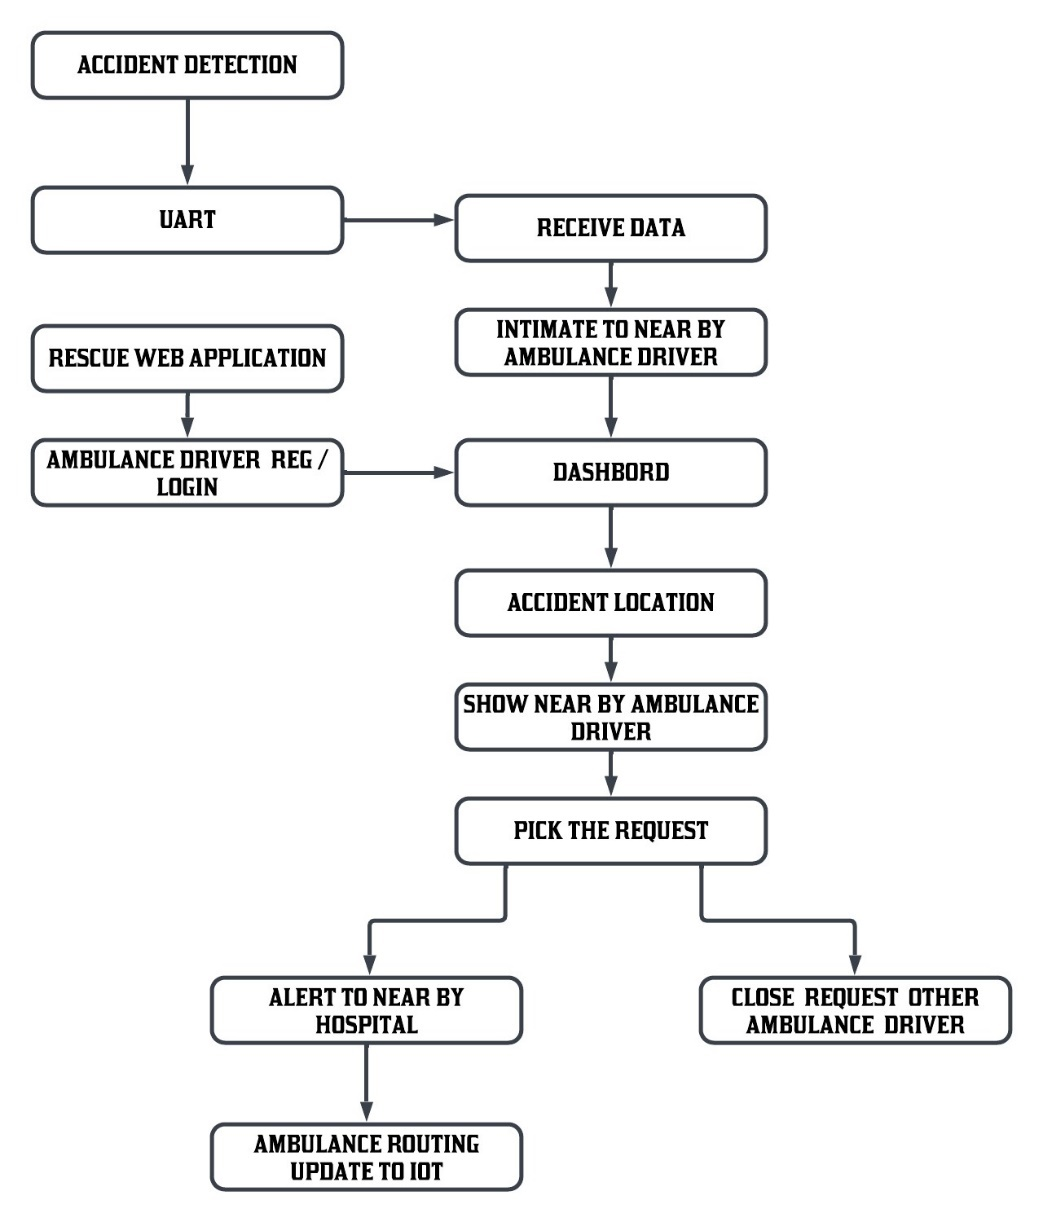 ACCIDENT DETECTION
UART
RECEIVE DATA
INTIMATE TO NEAR BY
AMBULANCE DRIVER
RESCUE WEB APPLICATION
AMBULANCE DRIVER REG /
LOGIN
DASHBORD
ACCIDENT LOCATION
SHOW NEAR BY AMBULANCE
DRIVER
PICK THE REQUEST
ALERT TO NEAR BY
HOSPITAL
CLOSE REQUEST OTHER
AMBULANCE DRIVER
AMBULANCE ROUTING
UPDATE TO IOT